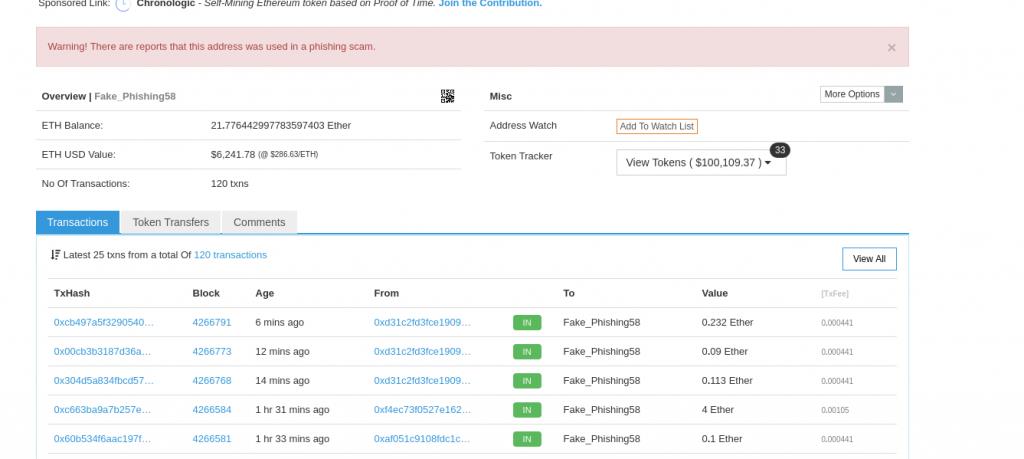 Sponsored Link: Chronologic - Self-Mining Ethereum token based on Proof of Time. Join the Contribution.
Warning! There are reports that this address was used in a phishing scam. ×
Overview | Fake_Phishing58
ETH Balance: 21.776442997783597403 Ether
ETH USD Value: $6,241.78 (@ $286.63/ETH)
No Of Transactions: 120 txns
Misc More Options
Address Watch Add To Watch List
Token Tracker View Tokens ( $100,109.37 ) 33
Transactions Token Transfers Comments
Latest 25 txns from a total Of 120 transactions View All
TxHash Block Age From To Value [TxFee]
0xcb497a5f3290540... 4266791 6 mins ago 0xd31c2fd3fce1909... IN Fake_Phishing58 0.232 Ether 0.000441
0x00cb3b3187d36a... 4266773 12 mins ago 0xd31c2fd3fce1909... IN Fake_Phishing58 0.09 Ether 0.000441
0x304d5a834fbcd57... 4266768 14 mins ago 0xd31c2fd3fce1909... IN Fake_Phishing58 0.113 Ether 0.000441
0xc663ba9a7b257e... 4266584 1 hr 31 mins ago 0xf4ec73f0527e162... IN Fake_Phishing58 4 Ether 0.00105
0x60b534f6aac197f... 4266581 1 hr 33 mins ago 0xaf051c9108fdc1c... IN Fake_Phishing58 0.1 Ether 0.000441